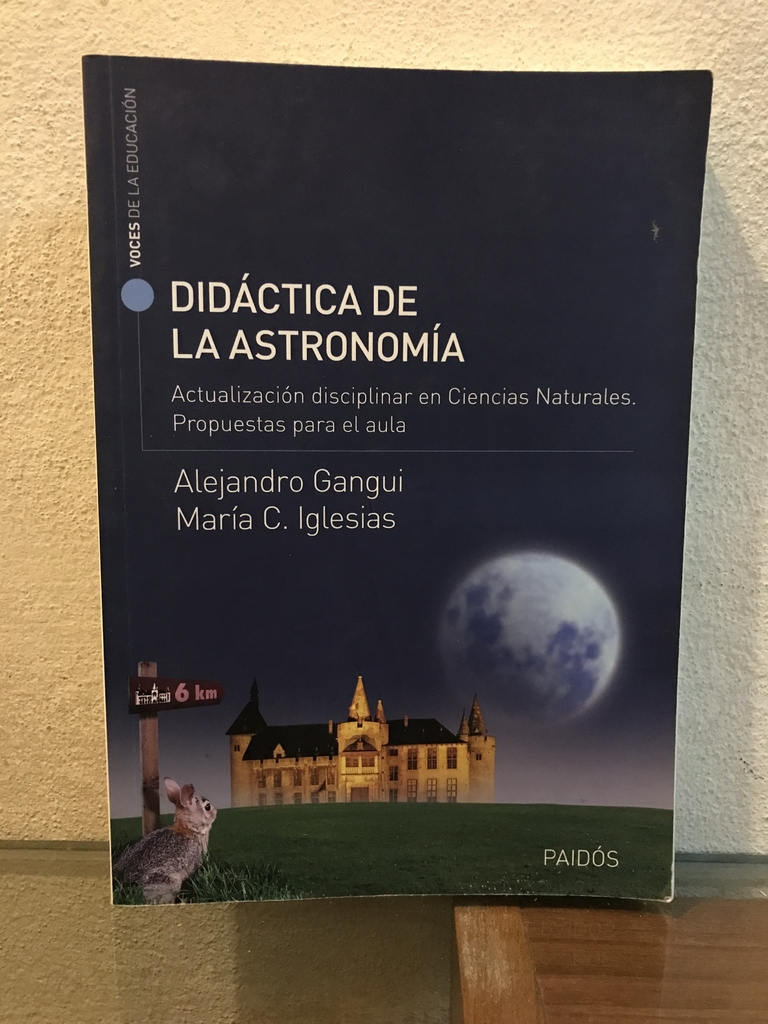 VOCES DE LA EDUCACIÓN
DIDÁCTICA DE
LA ASTRONOMÍA
Actualización disciplinar en Ciencias Naturales.
Propuestas para el aula
Alejandro Gangui
María C. Iglesias
6 km
PAIDÓS